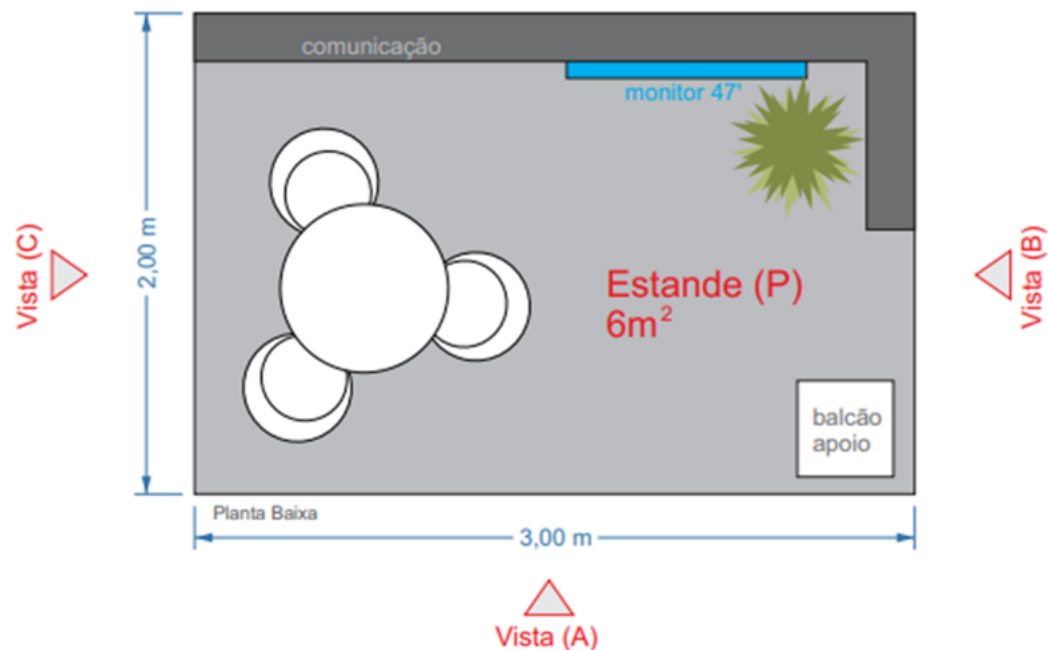 comunicação
monitor 47'
2,00 m
Vista (C)
Vista (B)
Estande (P)
6m²
balcão
apoio
Planta Baixa
3,00 m
Vista (A)